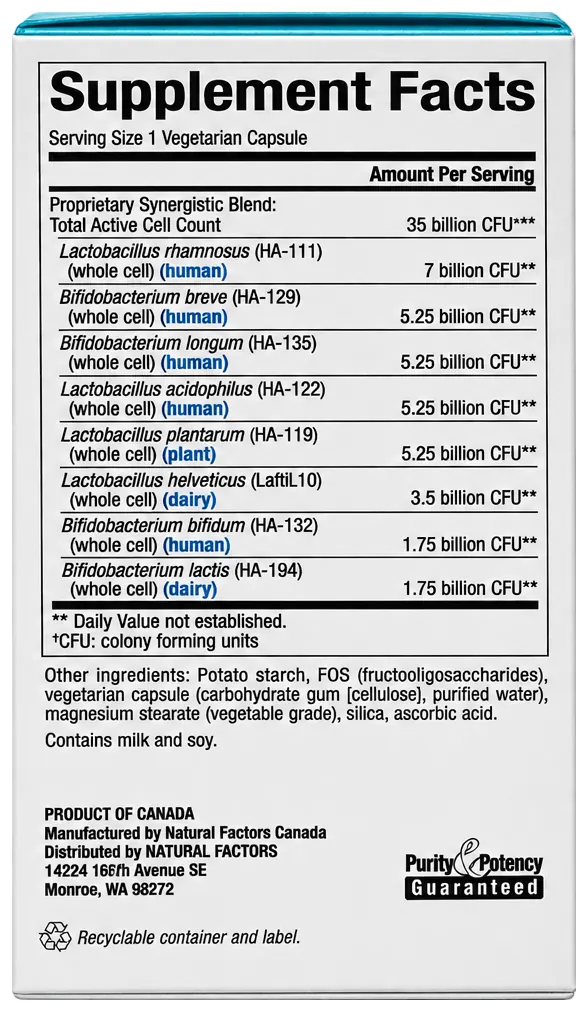 Supplement Facts
Serving Size 1 Vegetarian Capsule
Amount Per Serving
Proprietary Synergistic Blend:
Total Active Cell Count 35 billion CFU***
Lactobacillus rhamnosus (HA-111)
(whole cell) (human) 7 billion CFU**
Bifidobacterium breve (HA-129)
(whole cell) (human) 5.25 billion CFU**
Bifidobacterium longum (HA-135)
(whole cell) (human) 5.25 billion CFU**
Lactobacillus acidophilus (HA-122)
(whole cell) (human) 5.25 billion CFU**
Lactobacillus plantarum (HA-119)
(whole cell) (plant) 5.25 billion CFU**
Lactobacillus helveticus (LaftiL10)
(whole cell) (dairy) 3.5 billion CFU**
Bifidobacterium bifidum (HA-132)
(whole cell) (human) 1.75 billion CFU**
Bifidobacterium lactis (HA-194)
(whole cell) (dairy) 1.75 billion CFU**
** Daily Value not established.
†CFU: colony forming units
Other ingredients: Potato starch, FOS (fructooligosaccharides),
vegetarian capsule (carbohydrate gum [cellulose], purified water),
magnesium stearate (vegetable grade), silica, ascorbic acid.
Contains milk and soy.
PRODUCT OF CANADA
Manufactured by Natural Factors Canada
Distributed by NATURAL FACTORS
14224 Avenue SE
Monroe, WA 98272
Purity & Potency
Guaranteed
Recyclable container and label.